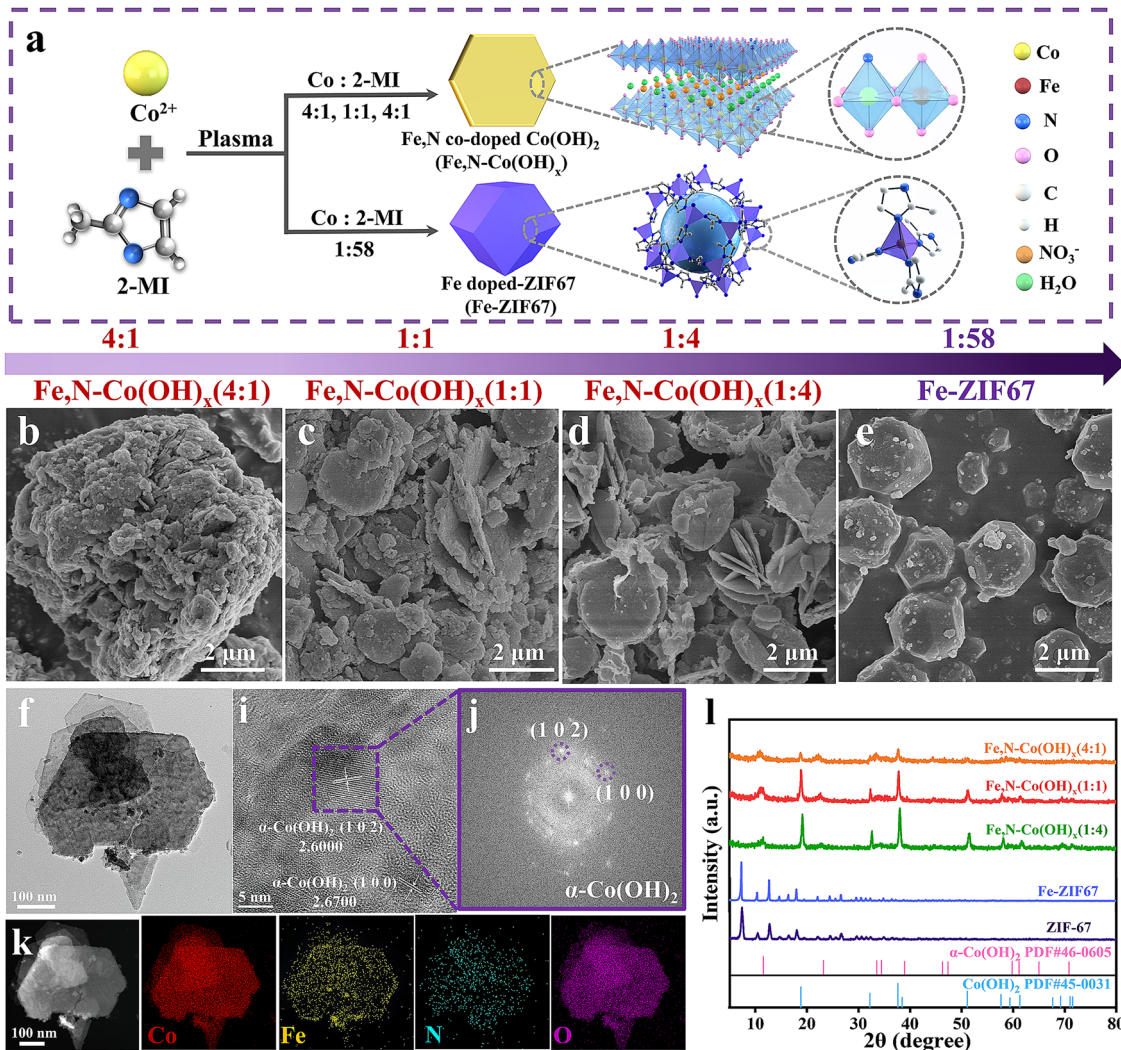 a
Co²⁺
2-MI
Plasma
Co : 2-MI
4:1, 1:1, 4:1
Fe,N co-doped Co(OH)₂
(Fe,N-Co(OH)ₓ)
Co : 2-MI
1:58
Fe doped-ZIF67
(Fe-ZIF67)
Co
Fe
N
O
C
H
NO₃⁻
H₂O
4:1 1:1 1:4 1:58
Fe,N-Co(OH)ₓ(4:1) Fe,N-Co(OH)ₓ(1:1) Fe,N-Co(OH)ₓ(1:4) Fe-ZIF67
b
2 μm
c
2 μm
d
2 μm
e
2 μm
f
100 nm
i
α-Co(OH)₂ (1 0 2)
2.6000
α-Co(OH)₂ (1 0 0)
2.6700
5 nm
j
(1 0 2)
(1 0 0)
α-Co(OH)₂
k
100 nm
Co
Fe
N
O
l
Intensity (a.u.)
Fe,N-Co(OH)ₓ(4:1)
Fe,N-Co(OH)ₓ(1:1)
Fe,N-Co(OH)ₓ(1:4)
Fe-ZIF67
ZIF-67
α-Co(OH)₂ PDF#46-0605
Co(OH)₂ PDF#45-0031
10 20 30 40 50 60 70 80
2θ (degree)